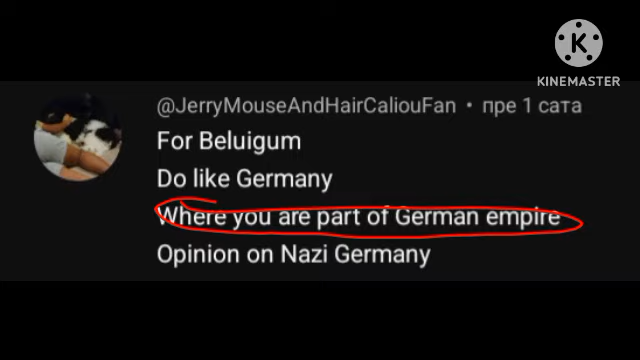 K
KINEMASTER
@JerryMouseAndHairCaliouFan • пре 1 сата
For Beluigum
Do like Germany
Where you are part of German empire
Opinion on Nazi Germany